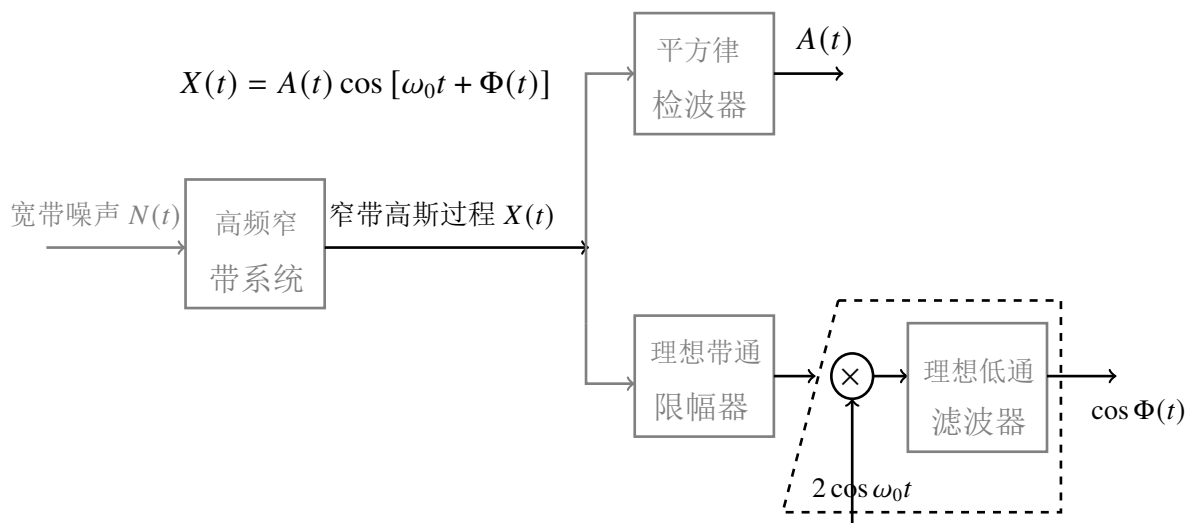 平方律
检波器
A(t)
X(t) = A(t) cos [ω₀t + Φ(t)]
宽带噪声 N(t)
高频窄
带系统
窄带高斯过程 X(t)
理想带通
限幅器
×
理想低通
滤波器
cos Φ(t)
2 cos ω₀t